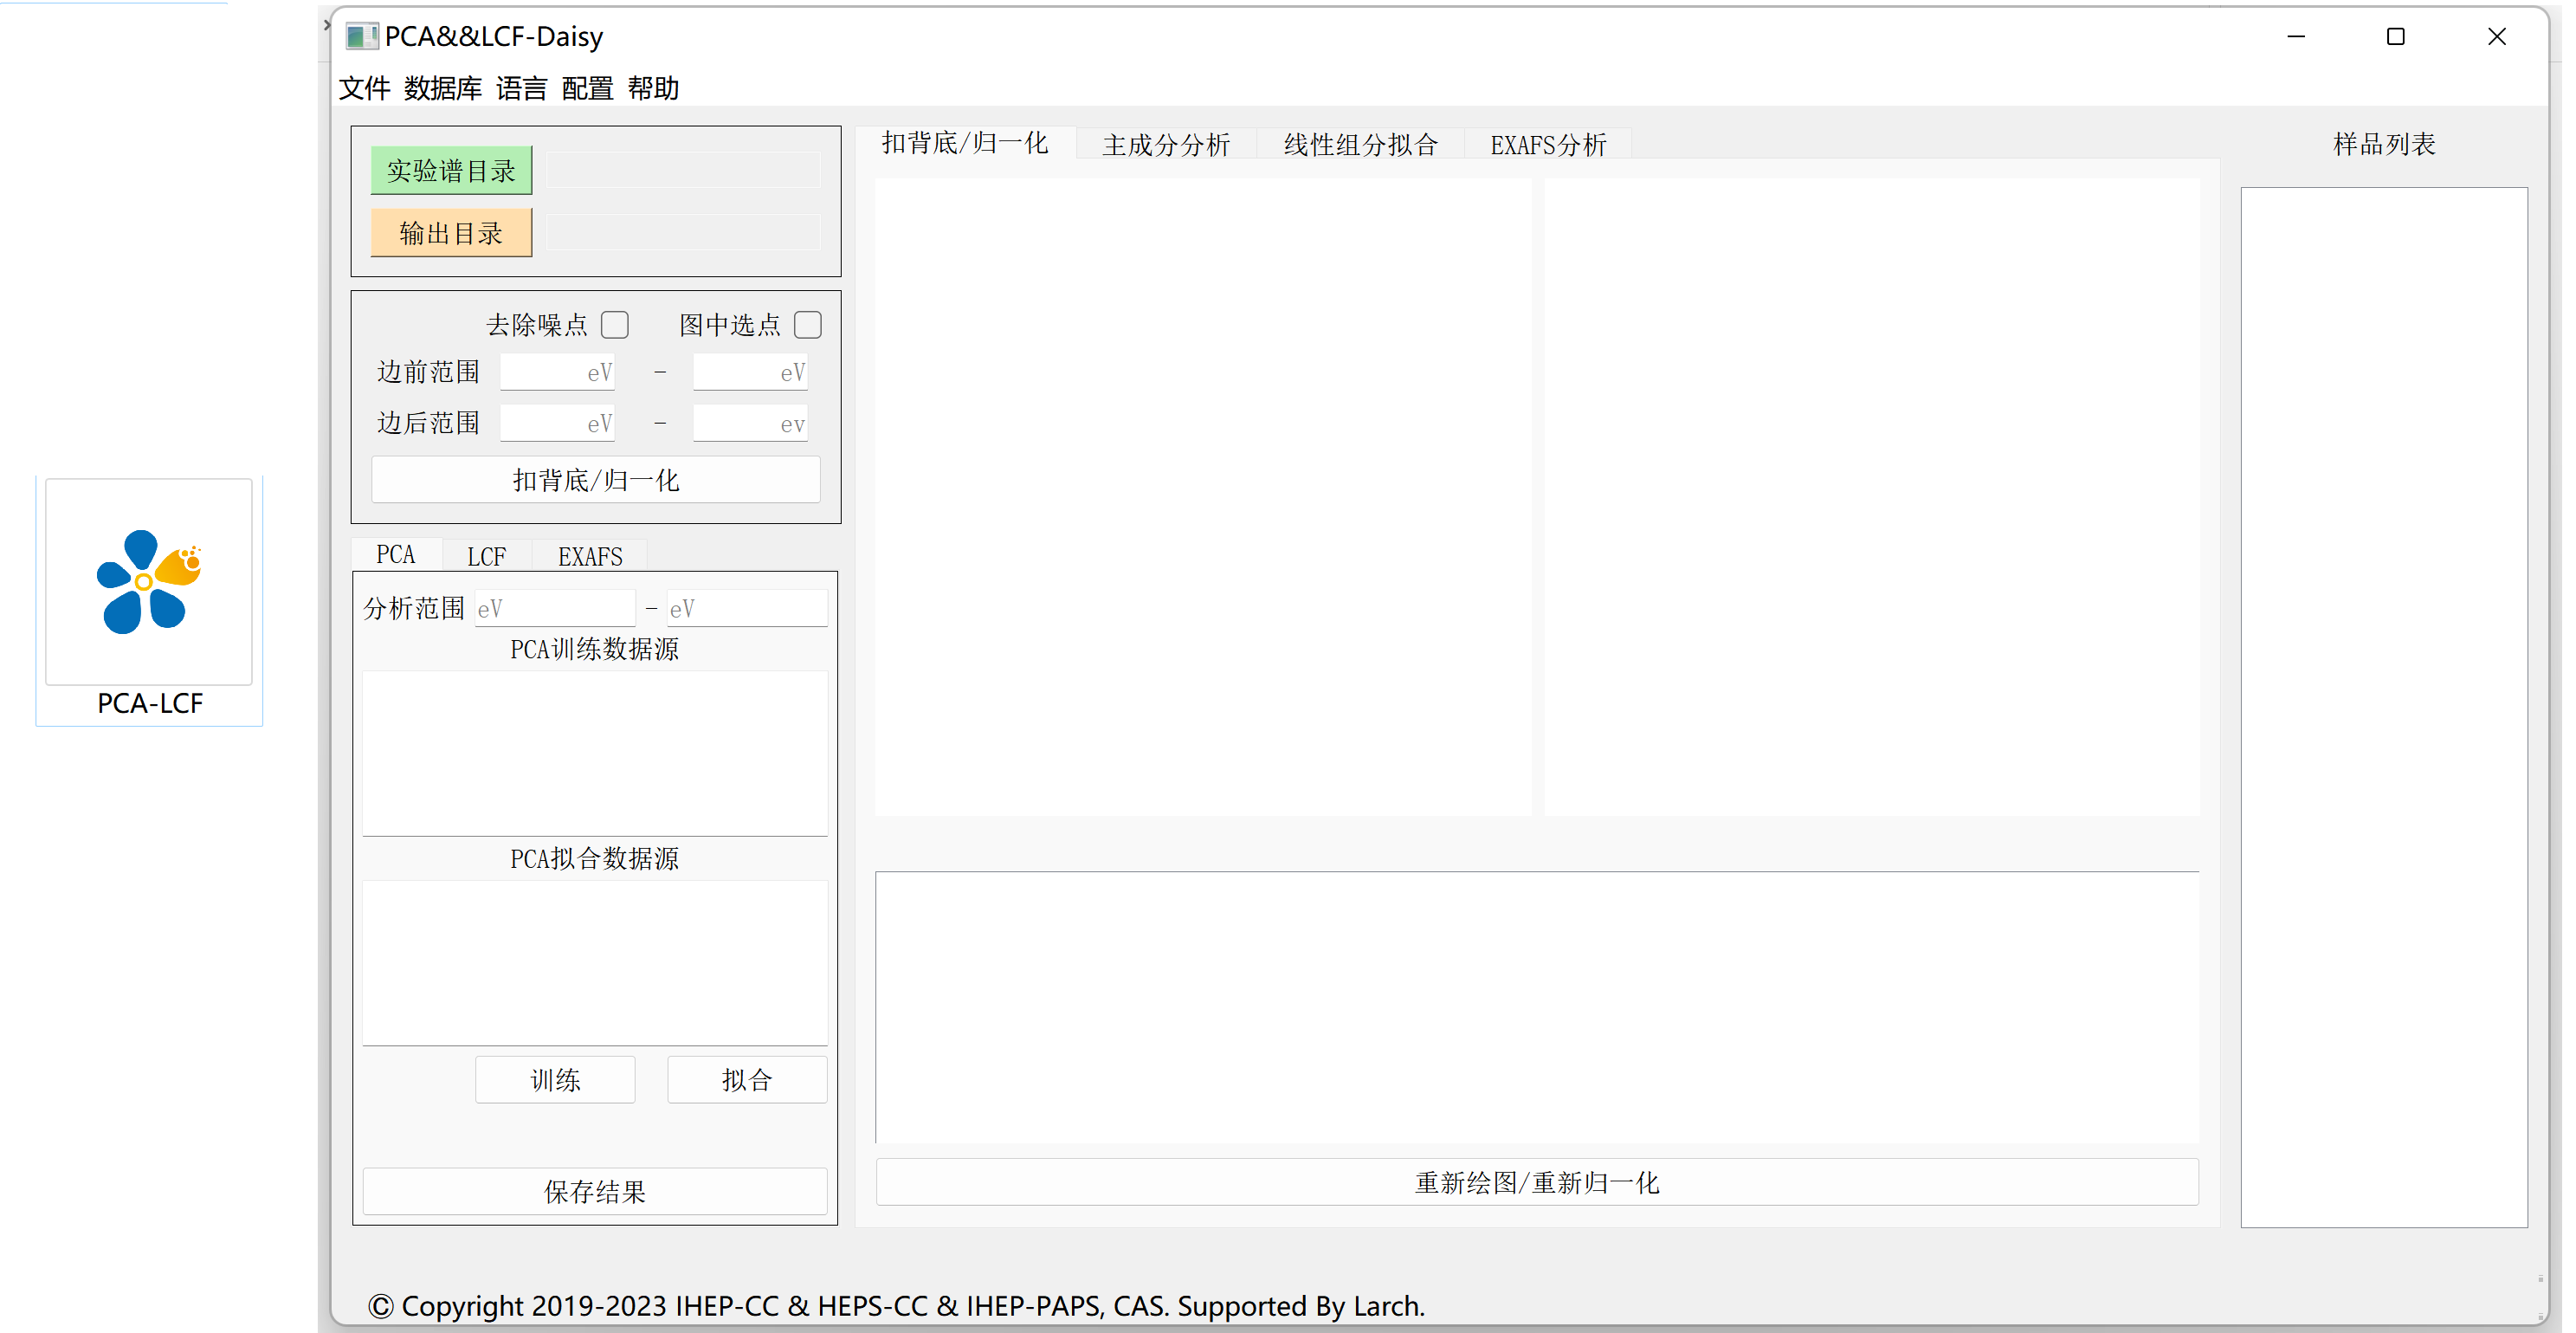 PCA&&LCF-Daisy
文件 数据库 语言 配置 帮助
实验谱目录
输出目录
去除噪点 图中选点
边前范围 eV - eV
边后范围 eV - ev
扣背底/归一化
PCA LCF EXAFS
分析范围 eV - eV
PCA训练数据源
PCA拟合数据源
训练 拟合
保存结果
扣背底/归一化 主成分分析 线性组分拟合 EXAFS分析
重新绘图/重新归一化
样品列表
PCA-LCF
© Copyright 2019-2023 IHEP-CC & HEPS-CC & IHEP-PAPS, CAS. Supported By Larch.